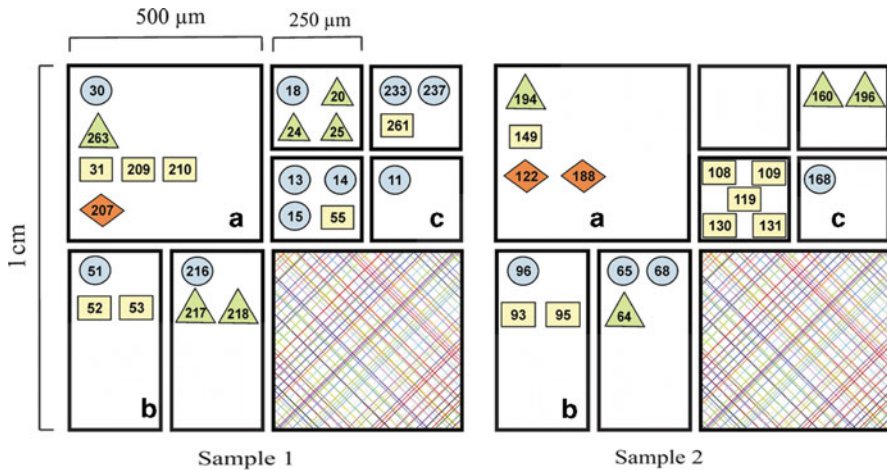 500 µm
250 µm
1 cm
30
263
31 209 210
207
a
18 20
24 25
233 237
261
13 14
15 55
11
c
51
52 53
b
216
217 218
Sample 1
194
149
122 188
a
160 196
108 109
119
130 131
168
c
96
93 95
b
65 68
64
Sample 2